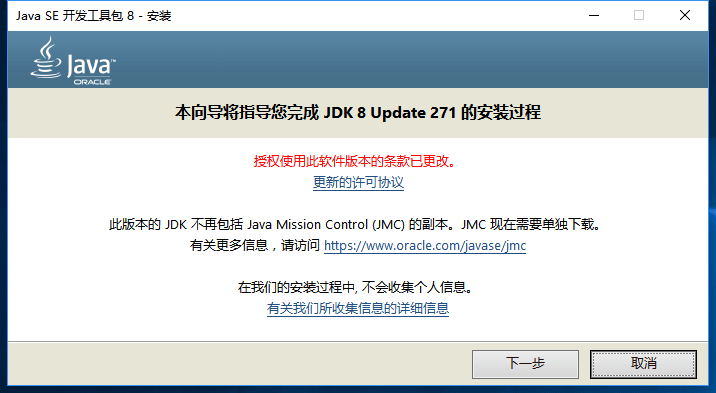 Java SE 开发工具包 8 - 安装
Java™
ORACLE
本向导将指导您完成 JDK 8 Update 271 的安装过程
授权使用此软件版本的条款已更改。
更新的许可协议
此版本的 JDK 不再包括 Java Mission Control (JMC) 的副本。JMC 现在需要单独下载。
有关更多信息，请访问 https://www.oracle.com/javase/jmc
在我们的安装过程中, 不会收集个人信息。
有关我们所收集信息的详细信息
下一步 取消